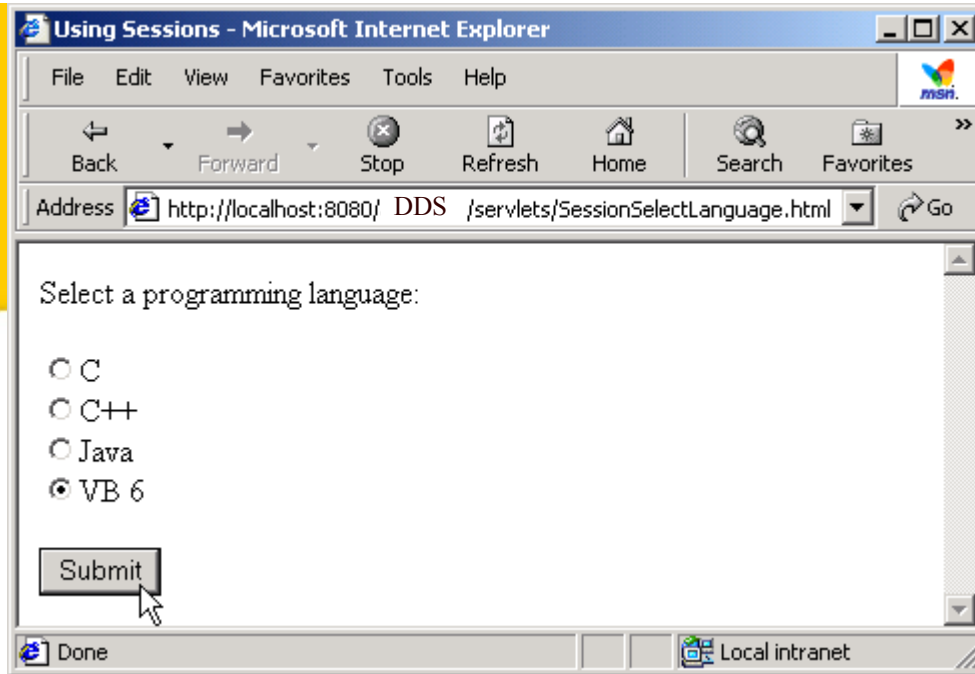 Using Sessions - Microsoft Internet Explorer
File Edit View Favorites Tools Help
msn.
Back Forward Stop Refresh Home Search Favorites »
Address http://localhost:8080/ DDS /servlets/SessionSelectLanguage.html Go
Select a programming language:
C
C++
Java
VB 6
Submit
Done Local intranet